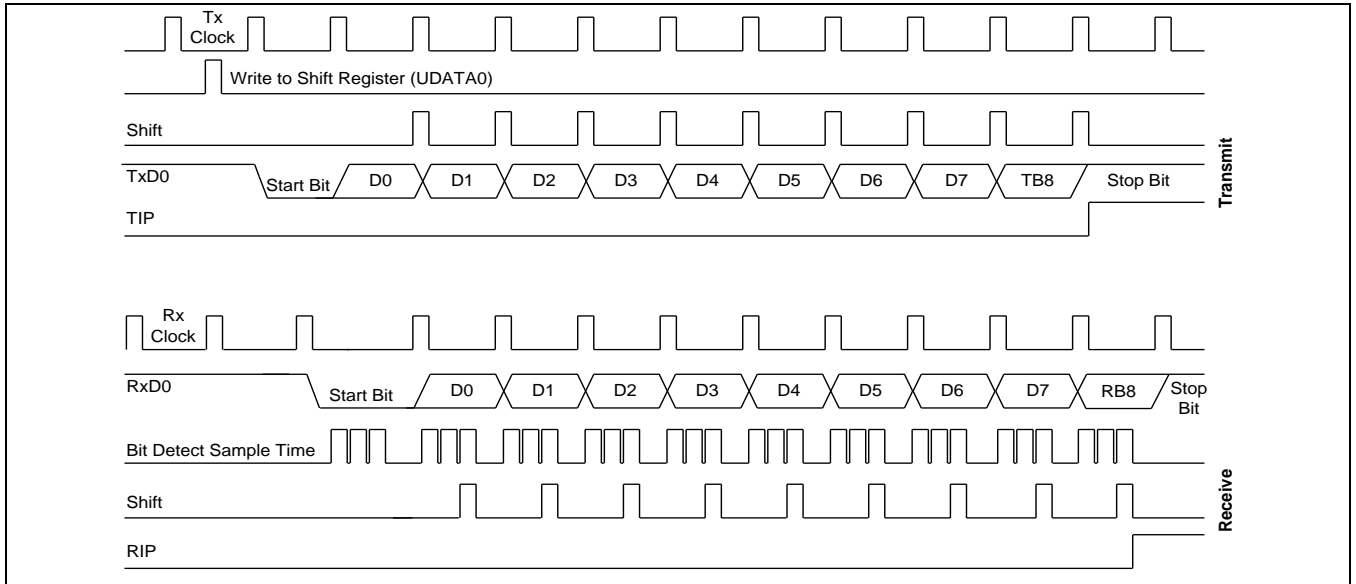 Tx
Clock
Write to Shift Register (UDATA0)
Shift
TxD0
Start Bit D0 D1 D2 D3 D4 D5 D6 D7 TB8 Stop Bit
TIP
Transmit
Rx
Clock
RxD0
Start Bit D0 D1 D2 D3 D4 D5 D6 D7 RB8 Stop
Bit
Bit Detect Sample Time
Shift
RIP
Receive